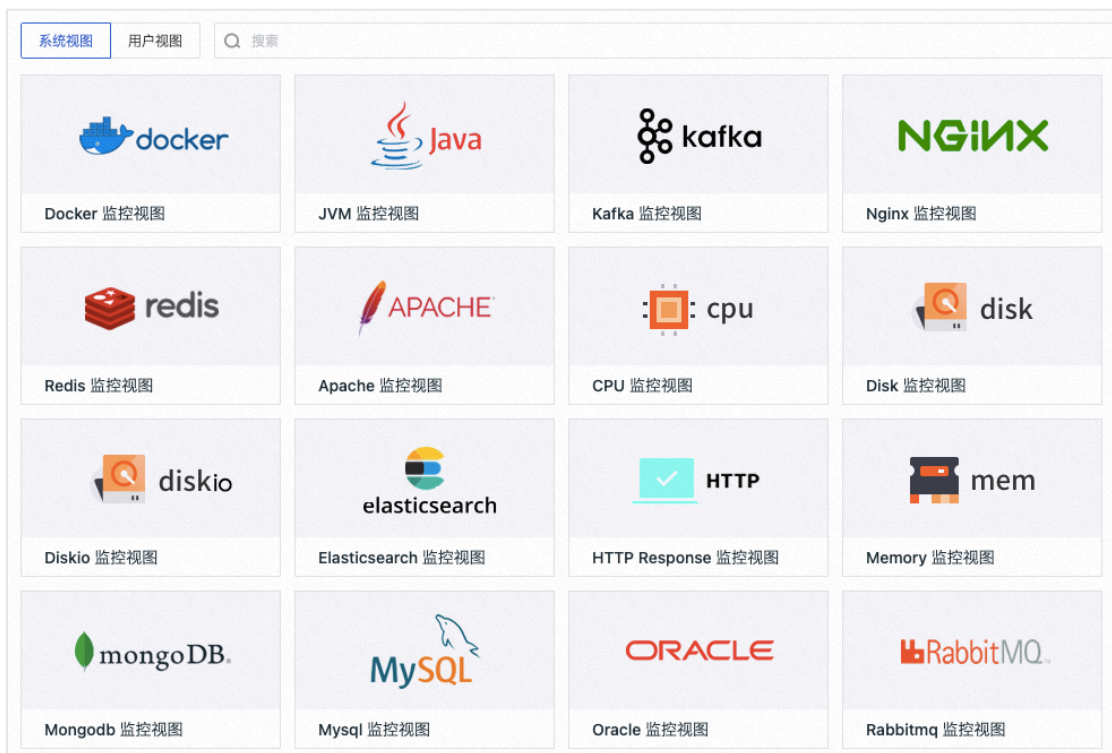 系统视图 用户视图 搜索
docker Java kafka NGINX
Docker 监控视图 JVM 监控视图 Kafka 监控视图 Nginx 监控视图
redis APACHE cpu disk
Redis 监控视图 Apache 监控视图 CPU 监控视图 Disk 监控视图
diskio elasticsearch HTTP mem
Diskio 监控视图 Elasticsearch 监控视图 HTTP Response 监控视图 Memory 监控视图
mongoDB. MySQL ORACLE RabbitMQ
Mongodb 监控视图 Mysql 监控视图 Oracle 监控视图 Rabbitmq 监控视图